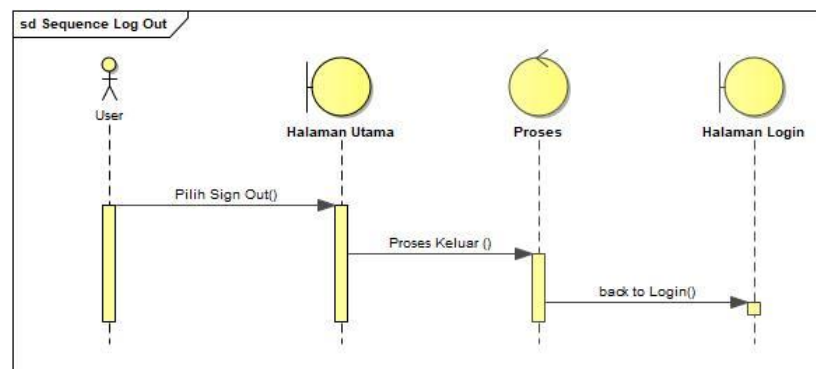 sd Sequence Log Out
User
Halaman Utama
Proses
Halaman Login
Pilih Sign Out()
Proses Keluar ()
back to Login()